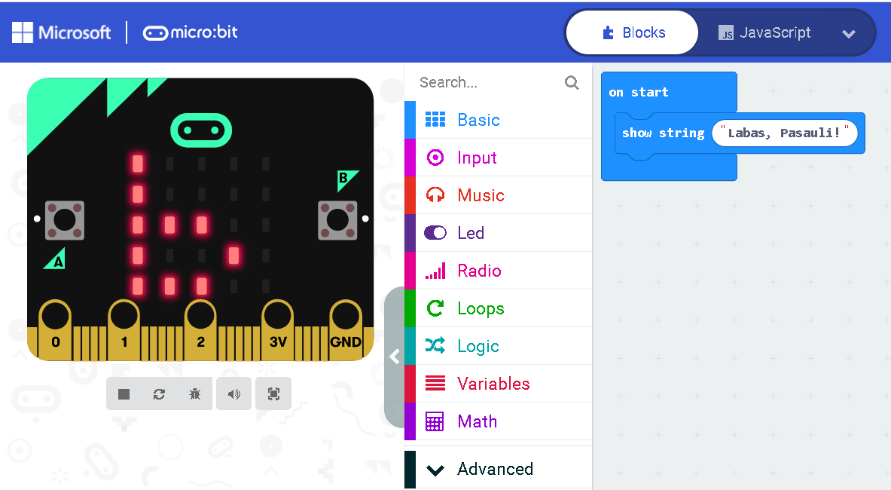 Microsoft micro:bit
Blocks
JavaScript
JS
Search...
Basic
Input
Music
Led
Radio
Loops
Logic
Variables
Math
Advanced
on start
show string "Labas, Pasauli!"
B
A
0 1 2 3V GND